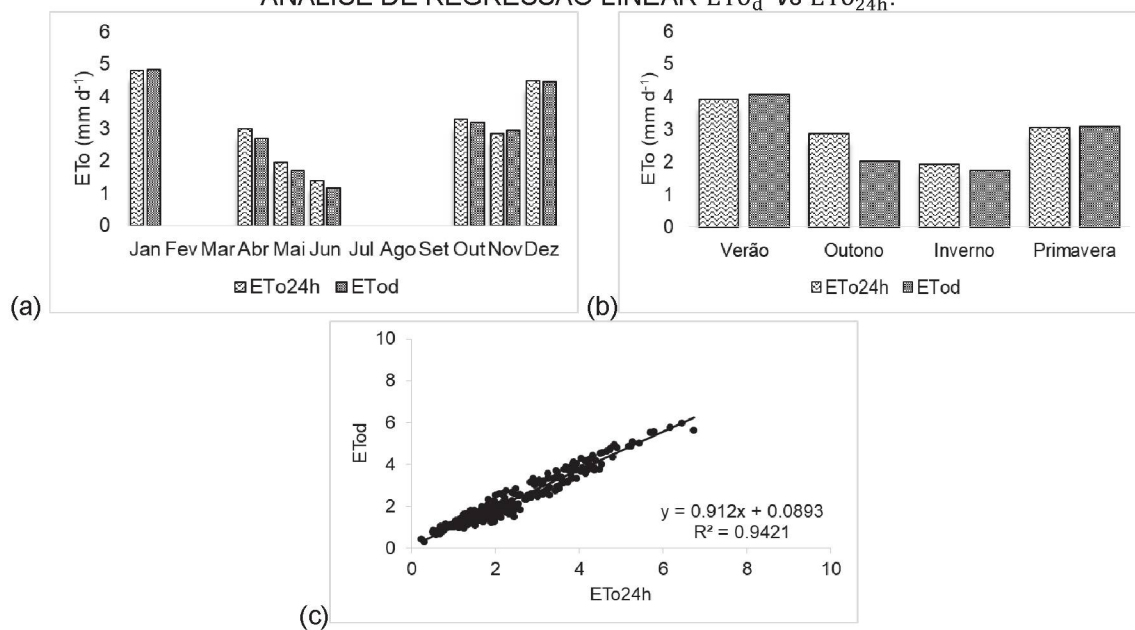 ANÁLISE DE REGRESSÃO LINEAR ETo_d vs ETo_24h.
6
5
4
3
2
1
0
ETo (mm d⁻¹)
Jan Fev Mar Abr Mai Jun Jul Ago Set Out Nov Dez
ETo24h ETod
(a)
6
5
4
3
2
1
0
ETo (mm d⁻¹)
Verão Outono Inverno Primavera
ETo24h ETod
(b)
10
8
6
4
2
0
ETod
y = 0.912x + 0.0893
R² = 0.9421
0 2 4 6 8 10
ETo24h
(c)